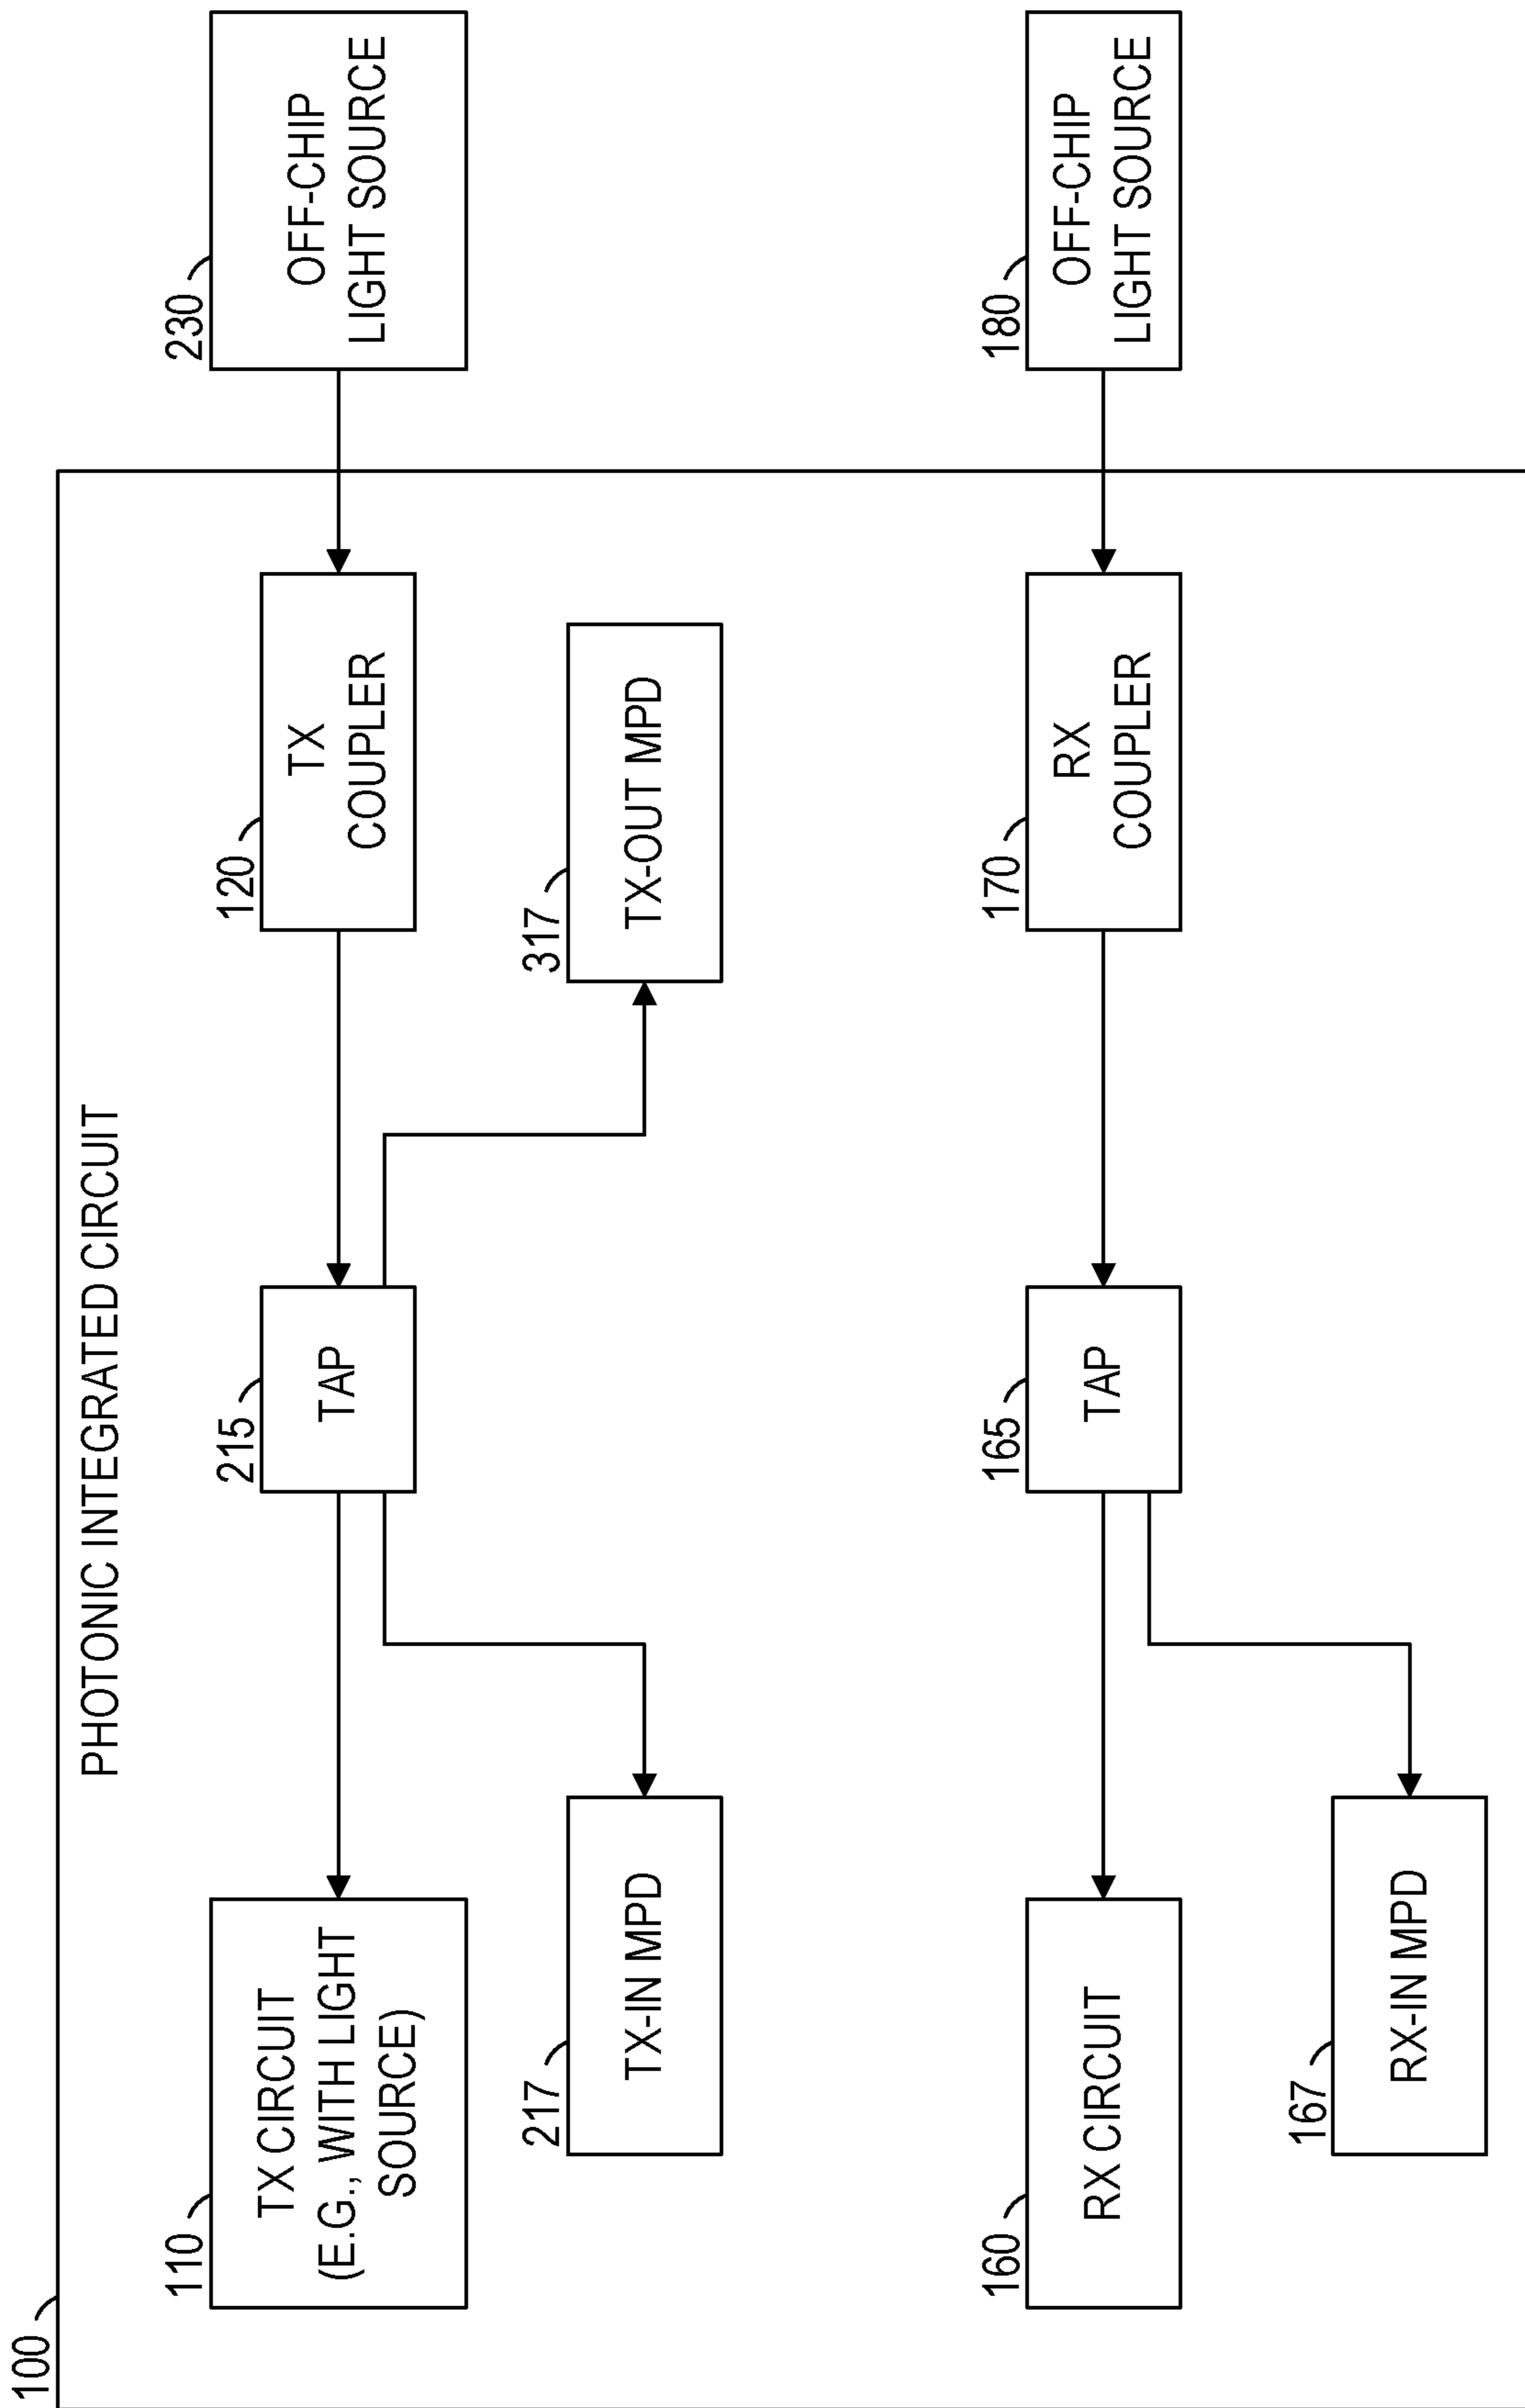 100
PHOTONIC INTEGRATED CIRCUIT
110
TX CIRCUIT
(E.G., WITH LIGHT
SOURCE)
215
TAP
120
TX
COUPLER
230
OFF-CHIP
LIGHT SOURCE
217
TX-IN MPD
317
TX-OUT MPD
160
RX CIRCUIT
165
TAP
170
RX
COUPLER
180
OFF-CHIP
LIGHT SOURCE
167
RX-IN MPD